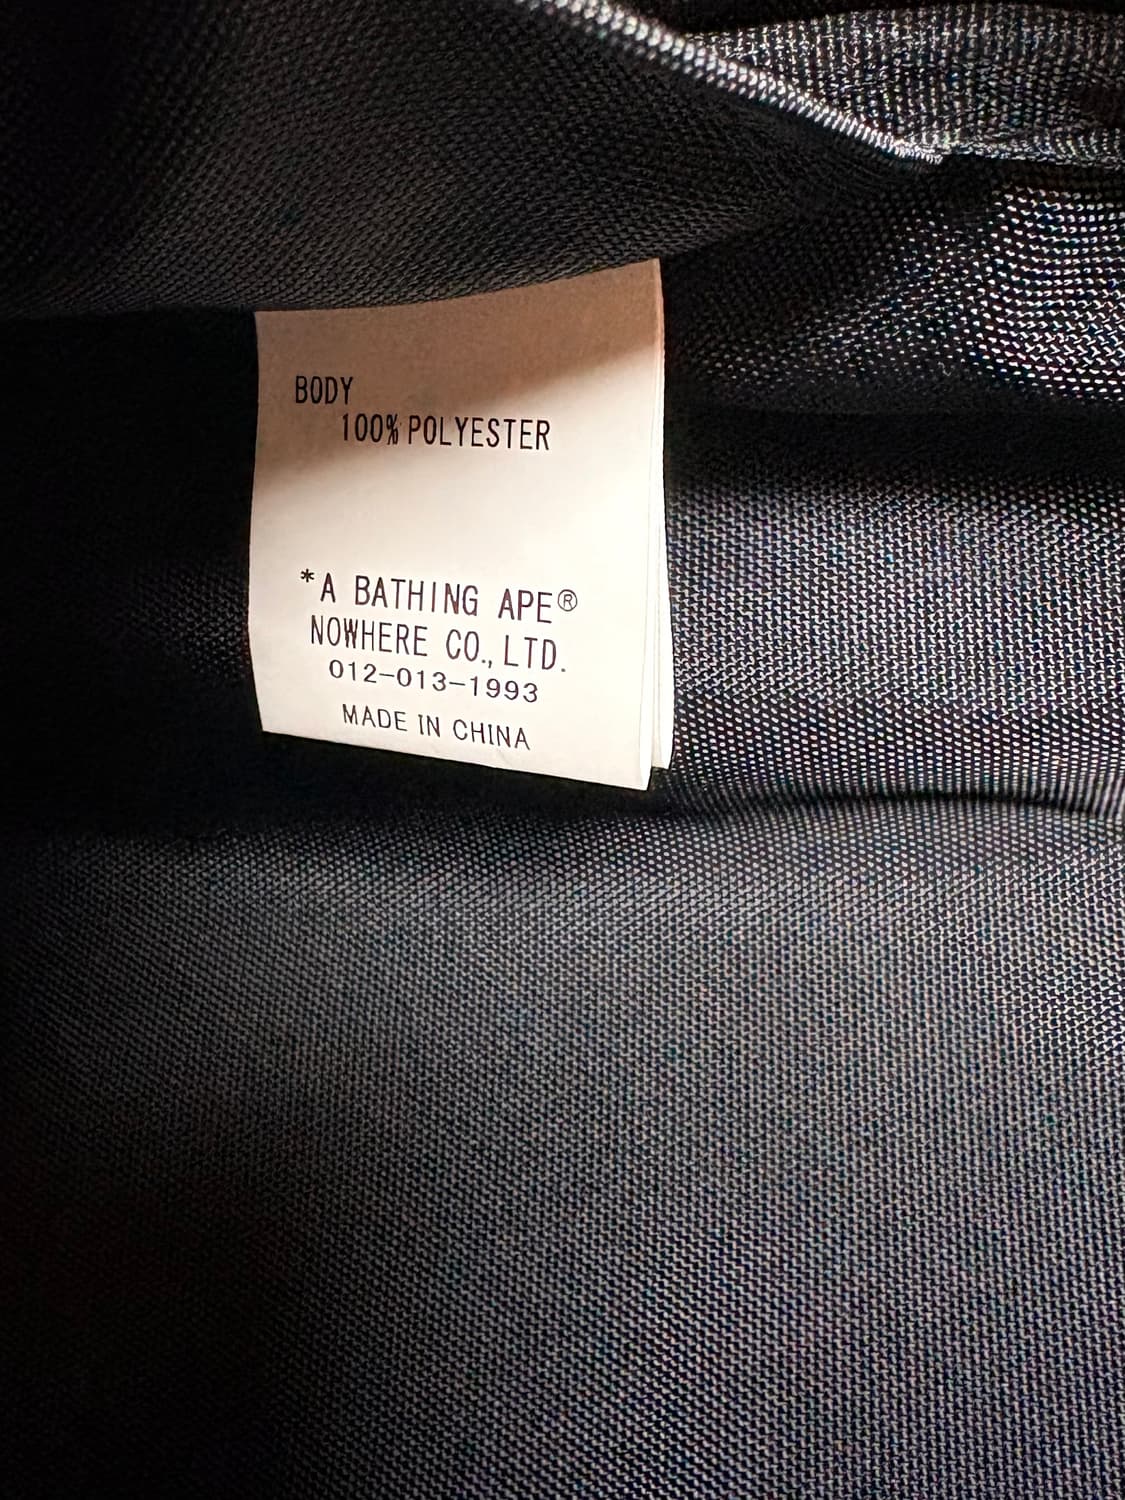 BODY
100% POLYESTER
*A BATHING APE®
NOWHERE CO., LTD.
012-013-1993
MADE IN CHINA